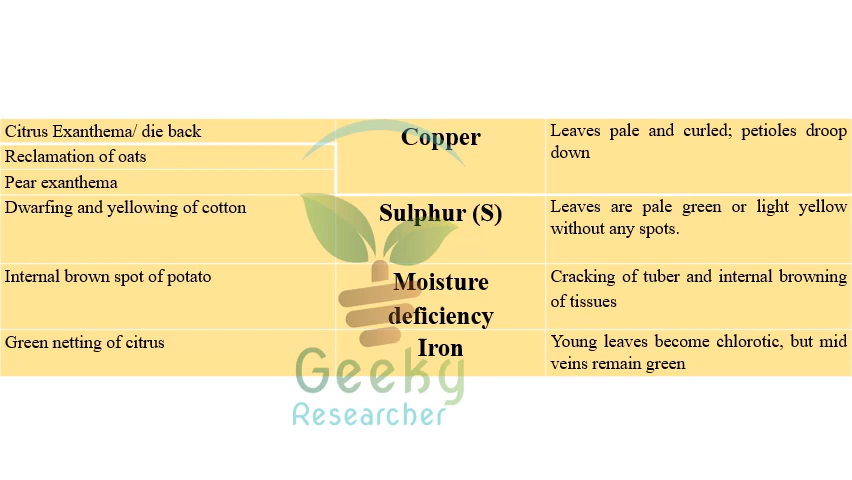 Citrus Exanthema/ die back
Reclamation of oats
Pear exanthema
Copper
Leaves pale and curled; petioles droop
down
Dwarfing and yellowing of cotton
Sulphur (S)
Leaves are pale green or light yellow
without any spots.
Internal brown spot of potato
Moisture
deficiency
Cracking of tuber and internal browning
of tissues
Green netting of citrus
Iron
Young leaves become chlorotic, but mid
veins remain green
Geeky
Researcher